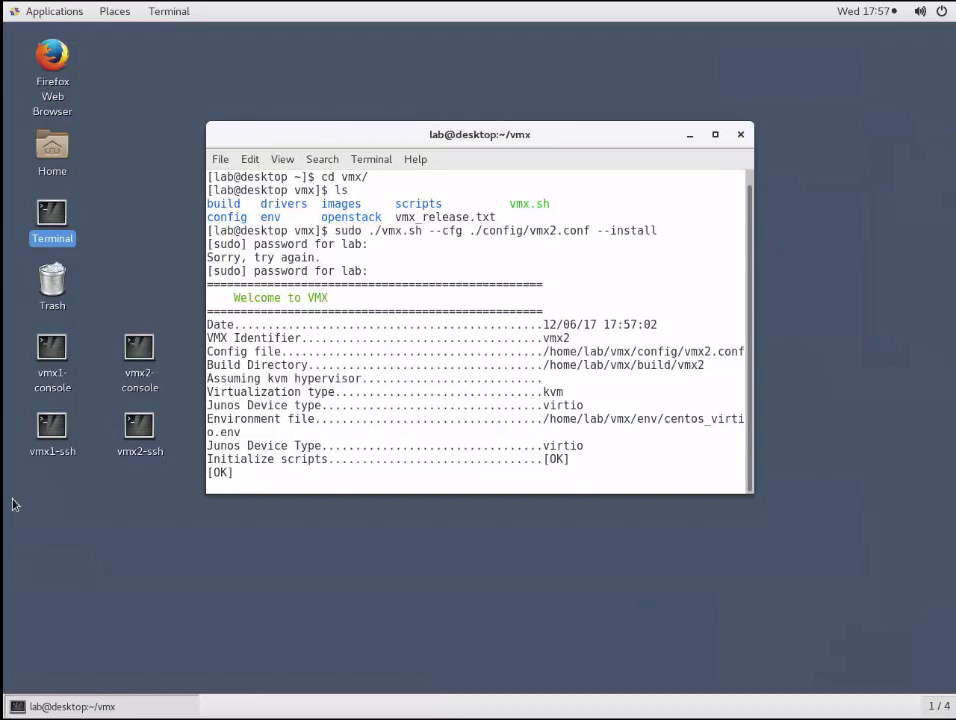 Applications Places Terminal Wed 17:57
Firefox
Web
Browser
Home
Terminal
Trash
vmx1-
console
vmx2-
console
vmx1-ssh
vmx2-ssh
lab@desktop:~/vmx
File Edit View Search Terminal Help
[lab@desktop ~]$ cd vmx/
[lab@desktop vmx]$ ls
build drivers images scripts vmx.sh
config env openstack vmx_release.txt
[lab@desktop vmx]$ sudo ./vmx.sh --cfg ./config/vmx2.conf --install
[sudo] password for lab:
Sorry, try again.
[sudo] password for lab:
==================================================
Welcome to VMX
==================================================
Date..............................................12/06/17 17:57:02
VMX Identifier....................................vmx2
Config file......................................./home/lab/vmx/config/vmx2.conf
Build Directory.................................../home/lab/vmx/build/vmx2
Assuming kvm hypervisor...........................
Virtualization type...............................kvm
Junos Device type.................................virtio
Environment file................................../home/lab/vmx/env/centos_virti
o.env
Junos Device Type.................................virtio
Initialize scripts................................[OK]
[OK]
lab@desktop:~/vmx
1 / 4